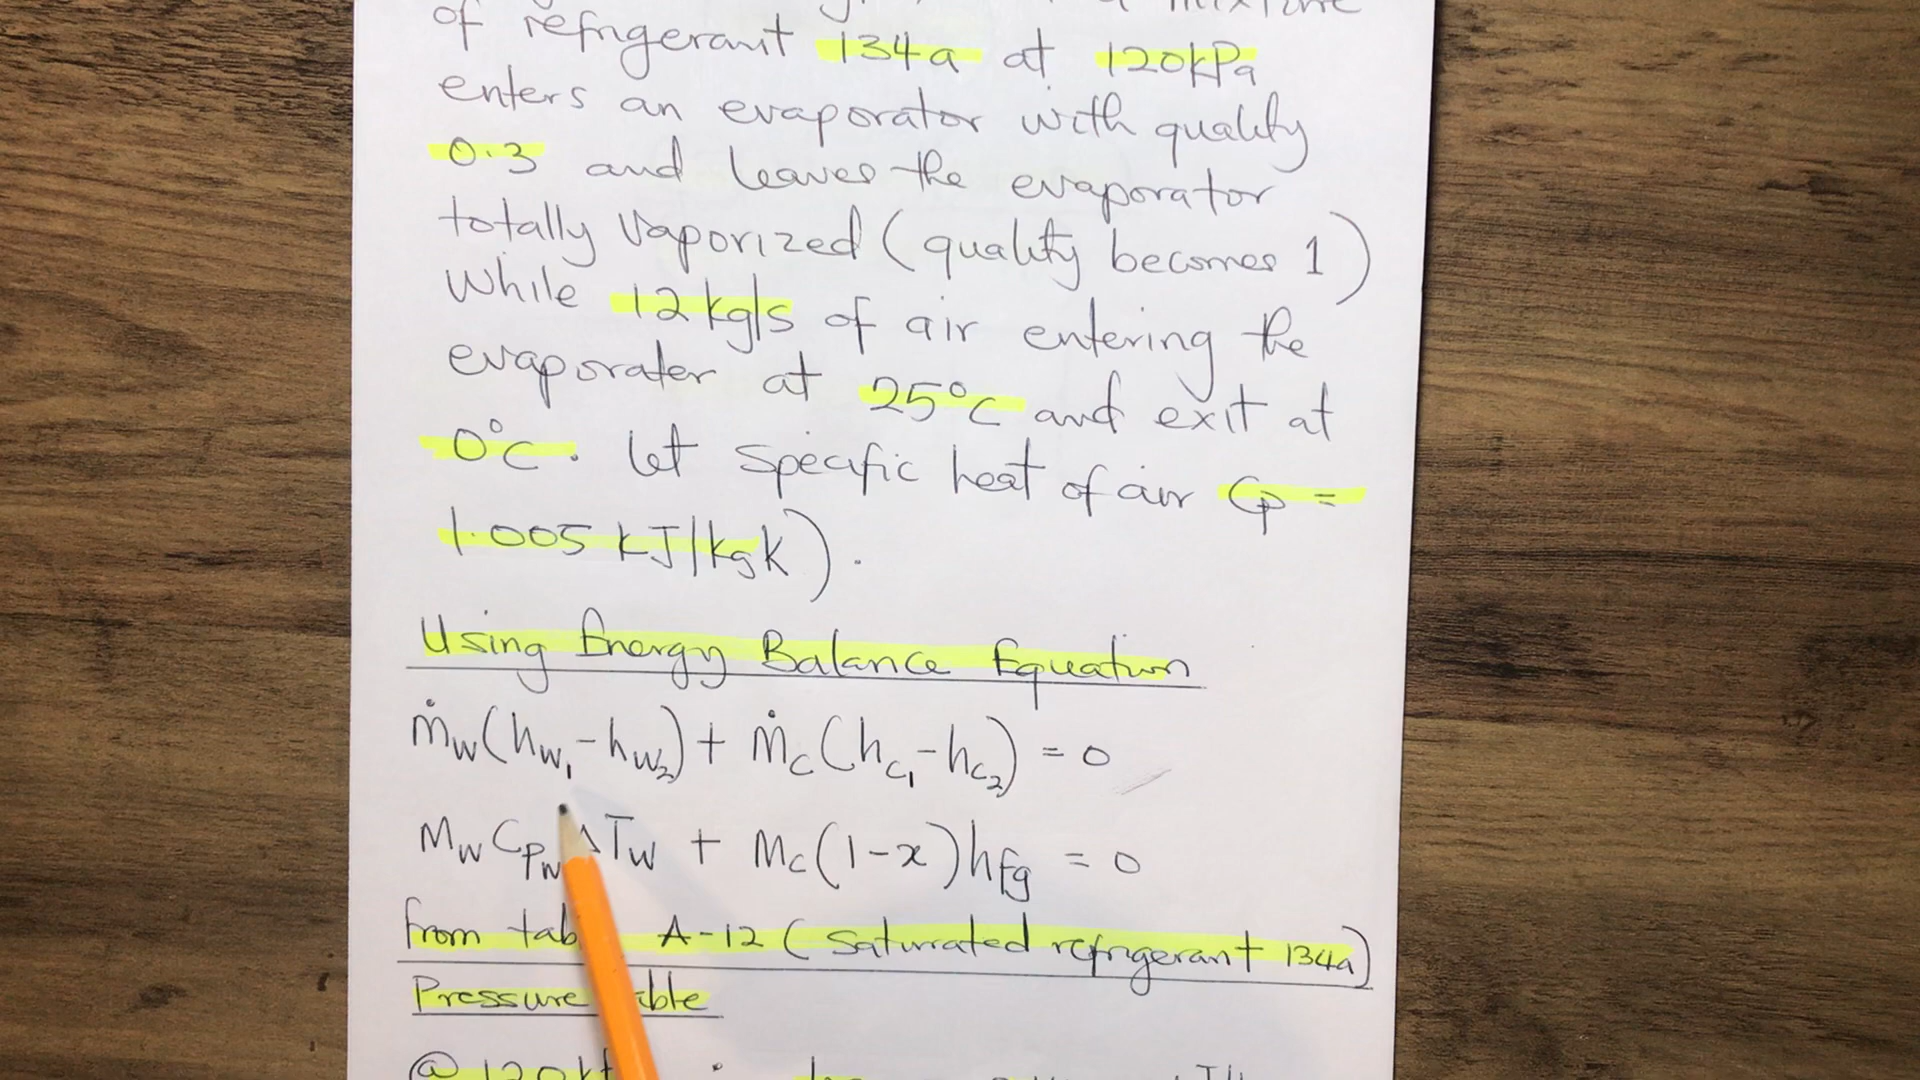 of refrigerant 134a at 120kPa
enters an evaporator with quality
0.3 and leaves the evaporator
totally vaporized (quality becomes 1)
While 12kg/s of air entering the
evaporater at 25°C and exit at
0°C. let specific heat of air Cp =
1.005 kJ/kgK).
Using Energy Balance Equation
ṁw(hw₁-hw₂) + ṁc(hc₁-hc₂) = 0
Mw Cpw ΔTw + Mc(1-x)hfg = 0
from tab A-12 (Saturated refrigerant 134a)
Pressure
@ 120k